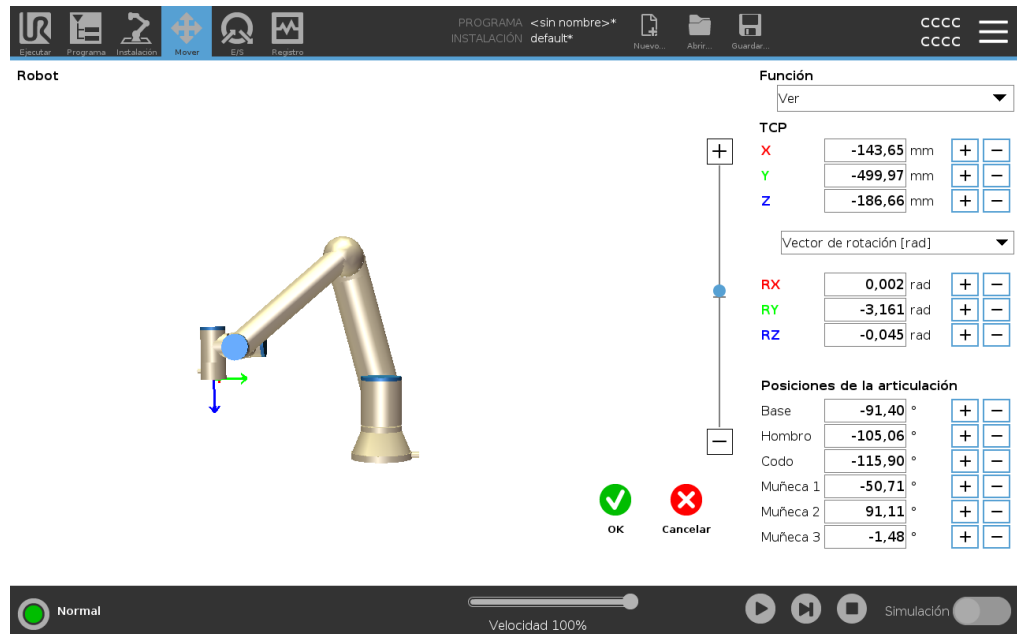 UR
Ejecutar
Programa
Instalación
Mover
E/S
Registro
PROGRAMA <sin nombre>*
INSTALACIÓN default*
Nuevo...
Abrir...
Guardar...
cccc
cccc
Robot
Función
Ver
TCP
X -143,65 mm + −
Y -499,97 mm + −
Z -186,66 mm + −
Vector de rotación [rad]
RX 0,002 rad + −
RY -3,161 rad + −
RZ -0,045 rad + −
Posiciones de la articulación
Base -91,40 ° + −
Hombro -105,06 ° + −
Codo -115,90 ° + −
Muñeca 1 -50,71 ° + −
Muñeca 2 91,11 ° + −
Muñeca 3 -1,48 ° + −
+
−
OK
Cancelar
Normal
Velocidad 100%
Simulación